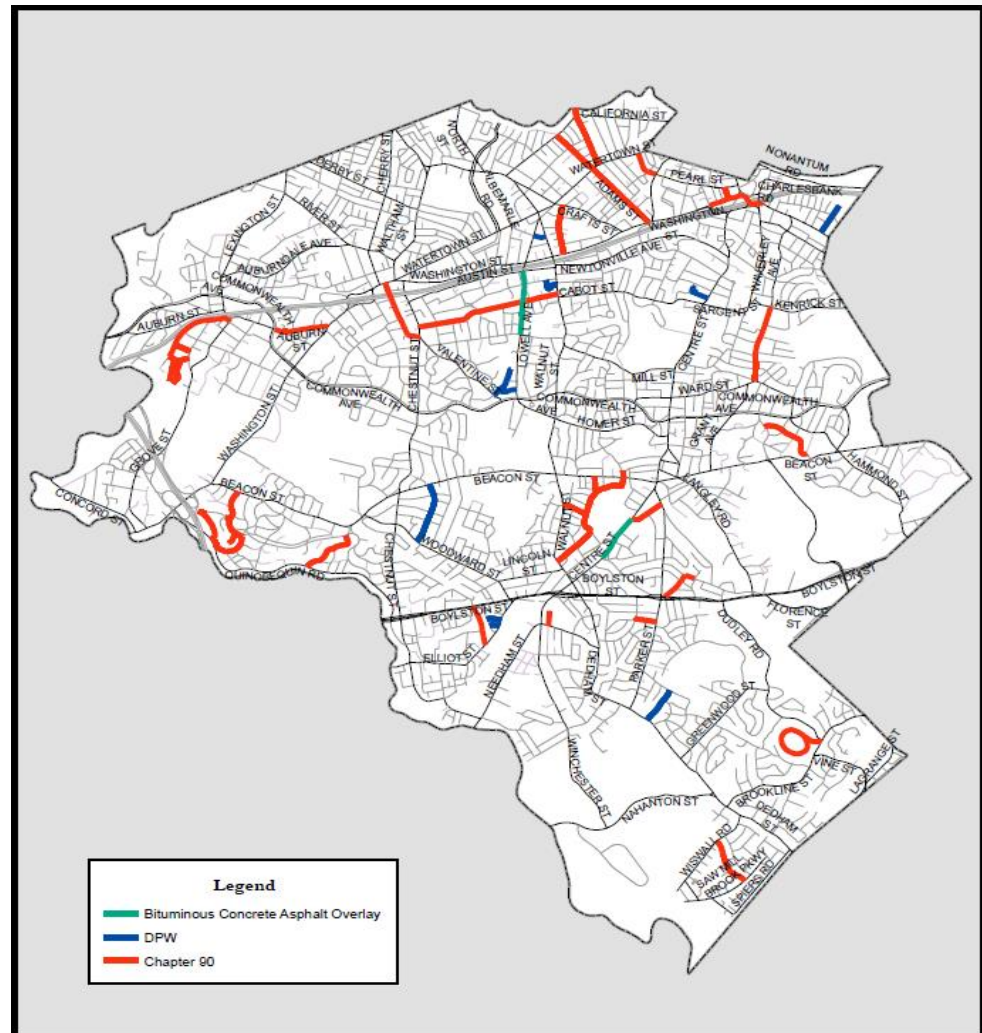 CALIFORNIA ST
NORTH
ST
NONANTUM
RD
WATERTOWN ST
CHERRY ST
DERBY ST
PEARL ST
CHARLESBANK
RD
ALBEMARLE
RD
ADAMS ST
CRAFTS ST
WASHINGTON
ST
LEXINGTON ST
RIVER ST
WALTHAM
ST
WATERTOWN ST
AUBURNDALE AVE
WASHINGTON ST
AUSTIN ST
NEWTONVILLE AVE
WAVERLEY
AVE
COMMONWEALTH
AVE
CABOT ST
SARGENT ST
KENRICK ST
AUBURN ST
AUBURN
ST
LOWELL AVE
CENTRE ST
CHESTNUT ST
VALENTINE ST
WALNUT
ST
MILL ST
WARD ST
COMMONWEALTH
AVE
WASHINGTON ST
COMMONWEALTH
AVE
COMMONWEALTH
AVE
HOMER ST
GRANT
AVE
GROVE ST
BEACON
ST
HAMMOND ST
BEACON ST
BEACON ST
LANGLEY RD
CONCORD ST
WALNUT ST
WOODWARD ST
LINCOLN
ST
CENTRE ST
CHESTNUT ST
QUINOBEQUIN RD
BOYLSTON
ST
BOYLSTON ST
FLORENCE
ST
BOYLSTON ST
DUDLEY RD
ELLIOT ST
NEEDHAM ST
DEDHAM
ST
PARKER ST
GREENWOOD ST
WINCHESTER ST
VINE ST
LAGRANGE ST
BROOKLINE ST
NAHANTON ST
DEDHAM
ST
WISWALL RD
SAW MILL
BROOK PKWY
SPIERS RD
Legend
Bituminous Concrete Asphalt Overlay
DPW
Chapter 90